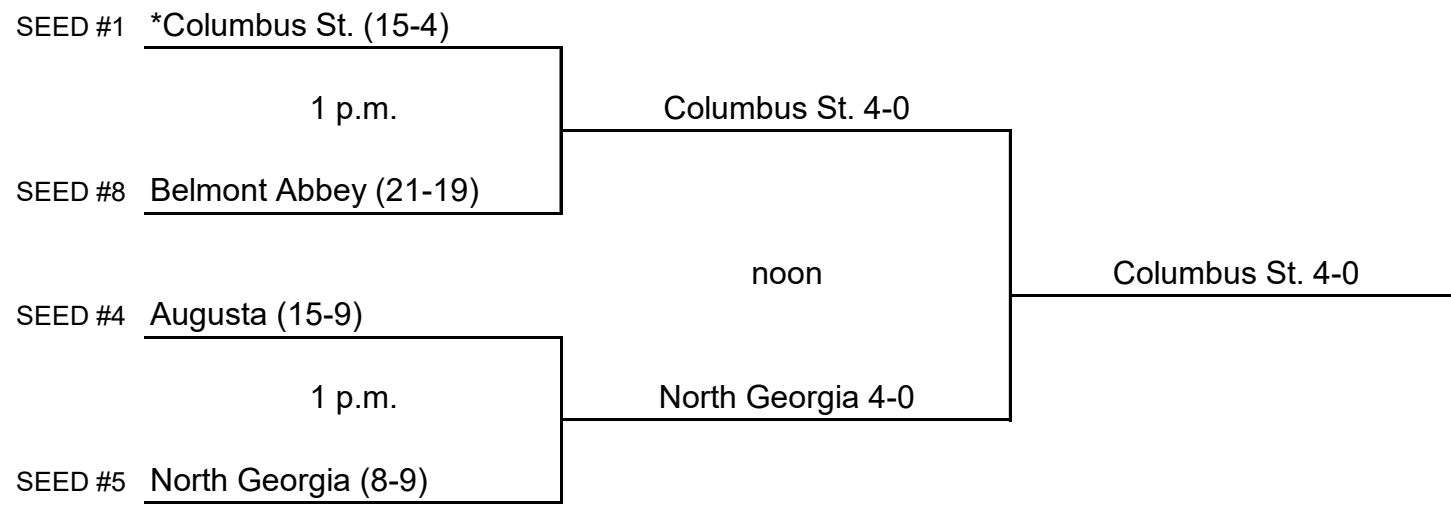 SEED #1 *Columbus St. (15-4)
1 p.m.
Columbus St. 4-0
SEED #8 Belmont Abbey (21-19)
noon
Columbus St. 4-0
SEED #4 Augusta (15-9)
1 p.m.
North Georgia 4-0
SEED #5 North Georgia (8-9)